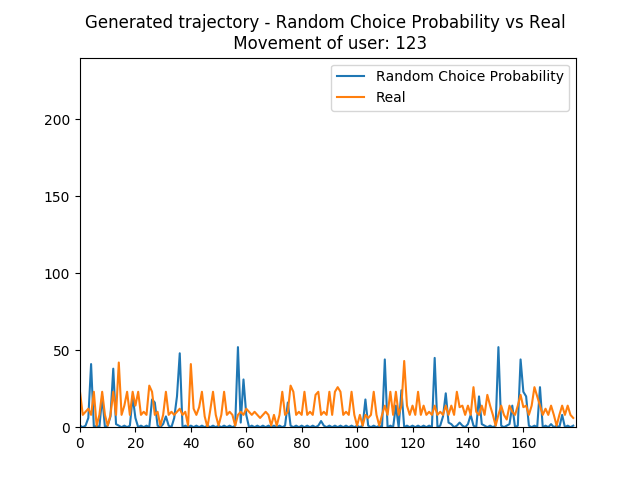 Generated trajectory - Random Choice Probability vs Real
Movement of user: 123
Random Choice Probability
Real
200
150
100
50
0
0 20 40 60 80 100 120 140 160